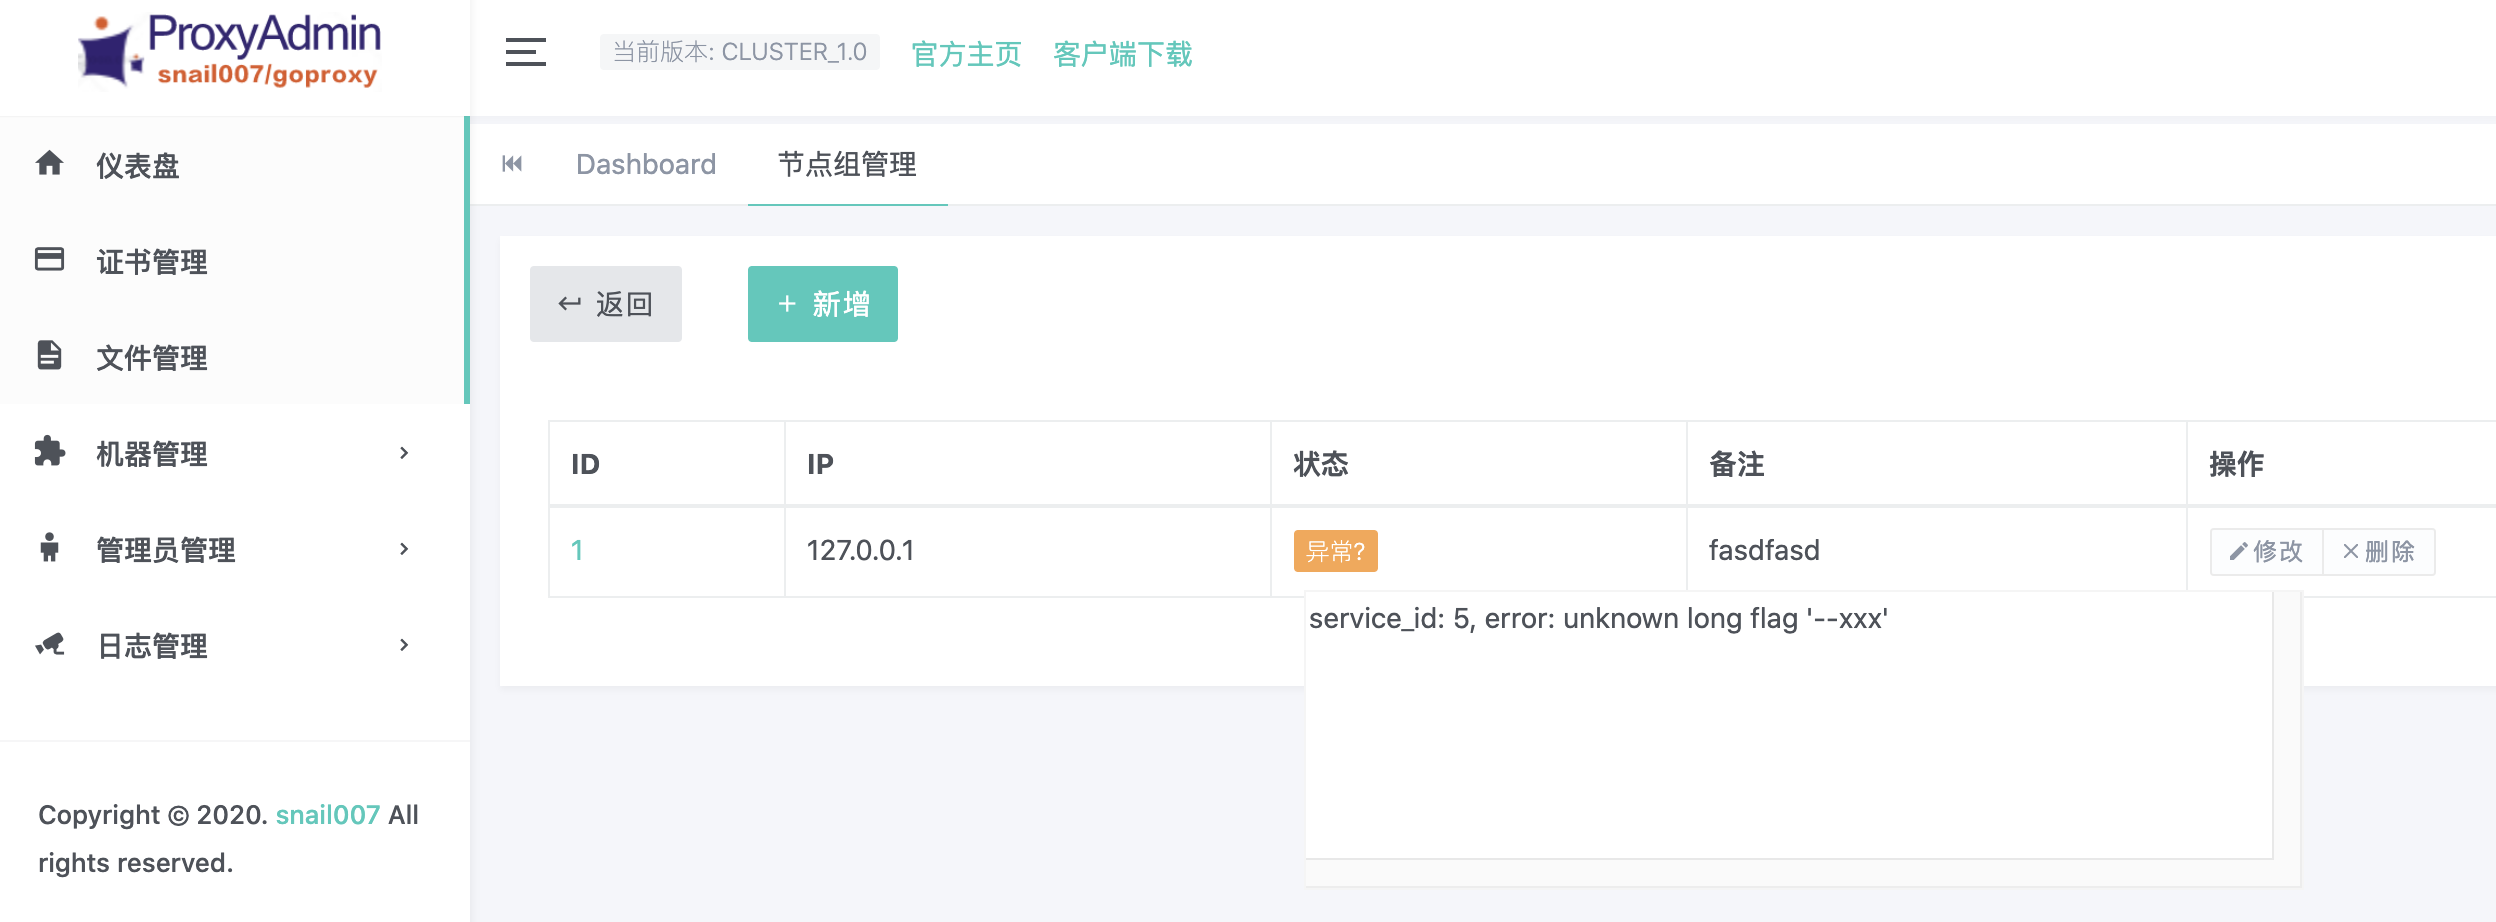 ProxyAdmin
snail007/goproxy
当前版本: CLUSTER_1.0 官方主页 客户端下载
仪表盘
证书管理
文件管理
机器管理
管理员管理
日志管理
Copyright © 2020. snail007 All
rights reserved.
Dashboard 节点组管理
返回 + 新增
ID IP 状态 备注 操作
1 127.0.0.1 异常? fasdfasd 修改 删除
service_id: 5, error: unknown long flag '--xxx'